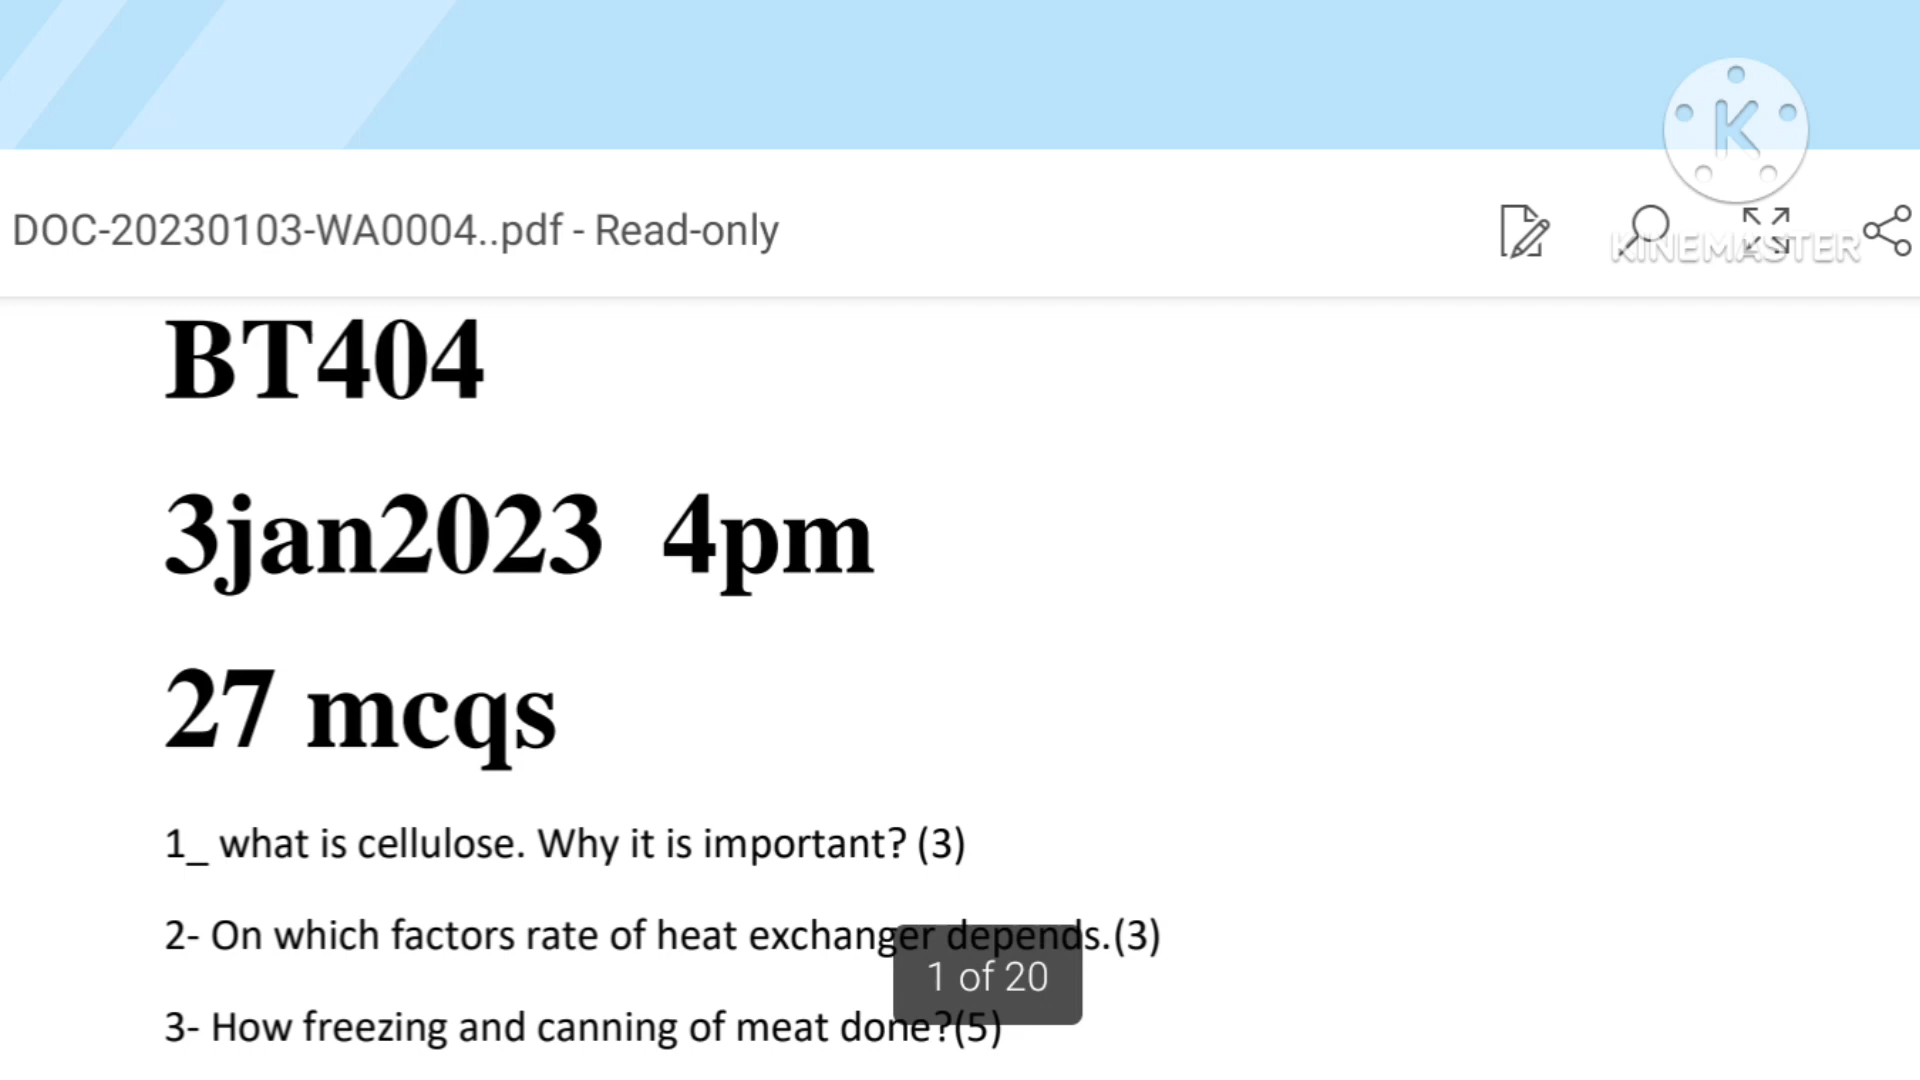 K
KINEMASTER
DOC-20230103-WA0004..pdf - Read-only
BT404
3jan2023 4pm
27 mcqs
1_ what is cellulose. Why it is important? (3)
2- On which factors rate of heat exchanger depends.(3)
1 of 20
3- How freezing and canning of meat done?(5)